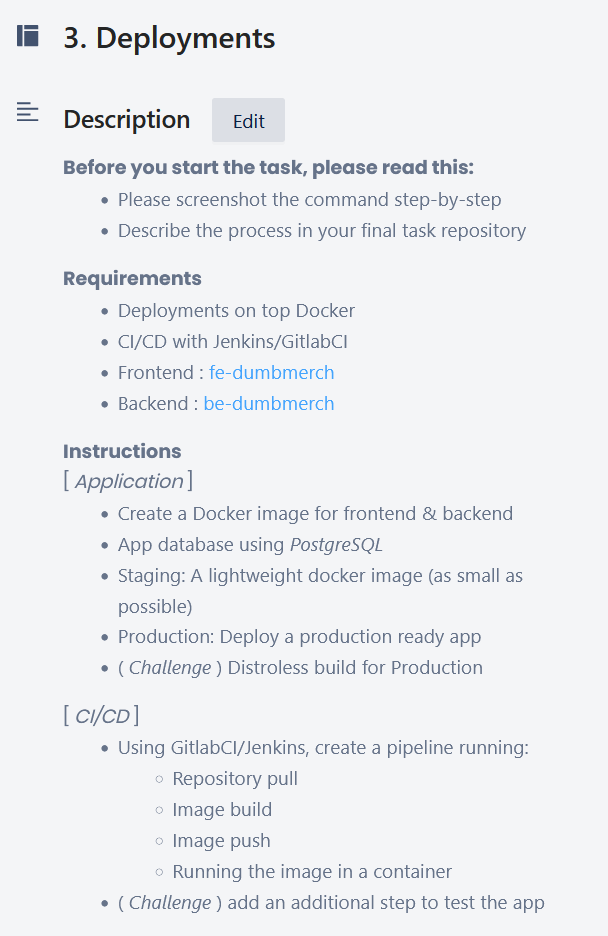 3. Deployments
Description Edit
Before you start the task, please read this:
Please screenshot the command step-by-step
Describe the process in your final task repository
Requirements
Deployments on top Docker
CI/CD with Jenkins/GitlabCI
Frontend : fe-dumbmerch
Backend : be-dumbmerch
Instructions
[ Application ]
Create a Docker image for frontend & backend
App database using PostgreSQL
Staging: A lightweight docker image (as small as
possible)
Production: Deploy a production ready app
( Challenge ) Distroless build for Production
[ CI/CD ]
Using GitlabCI/Jenkins, create a pipeline running:
Repository pull
Image build
Image push
Running the image in a container
( Challenge ) add an additional step to test the app